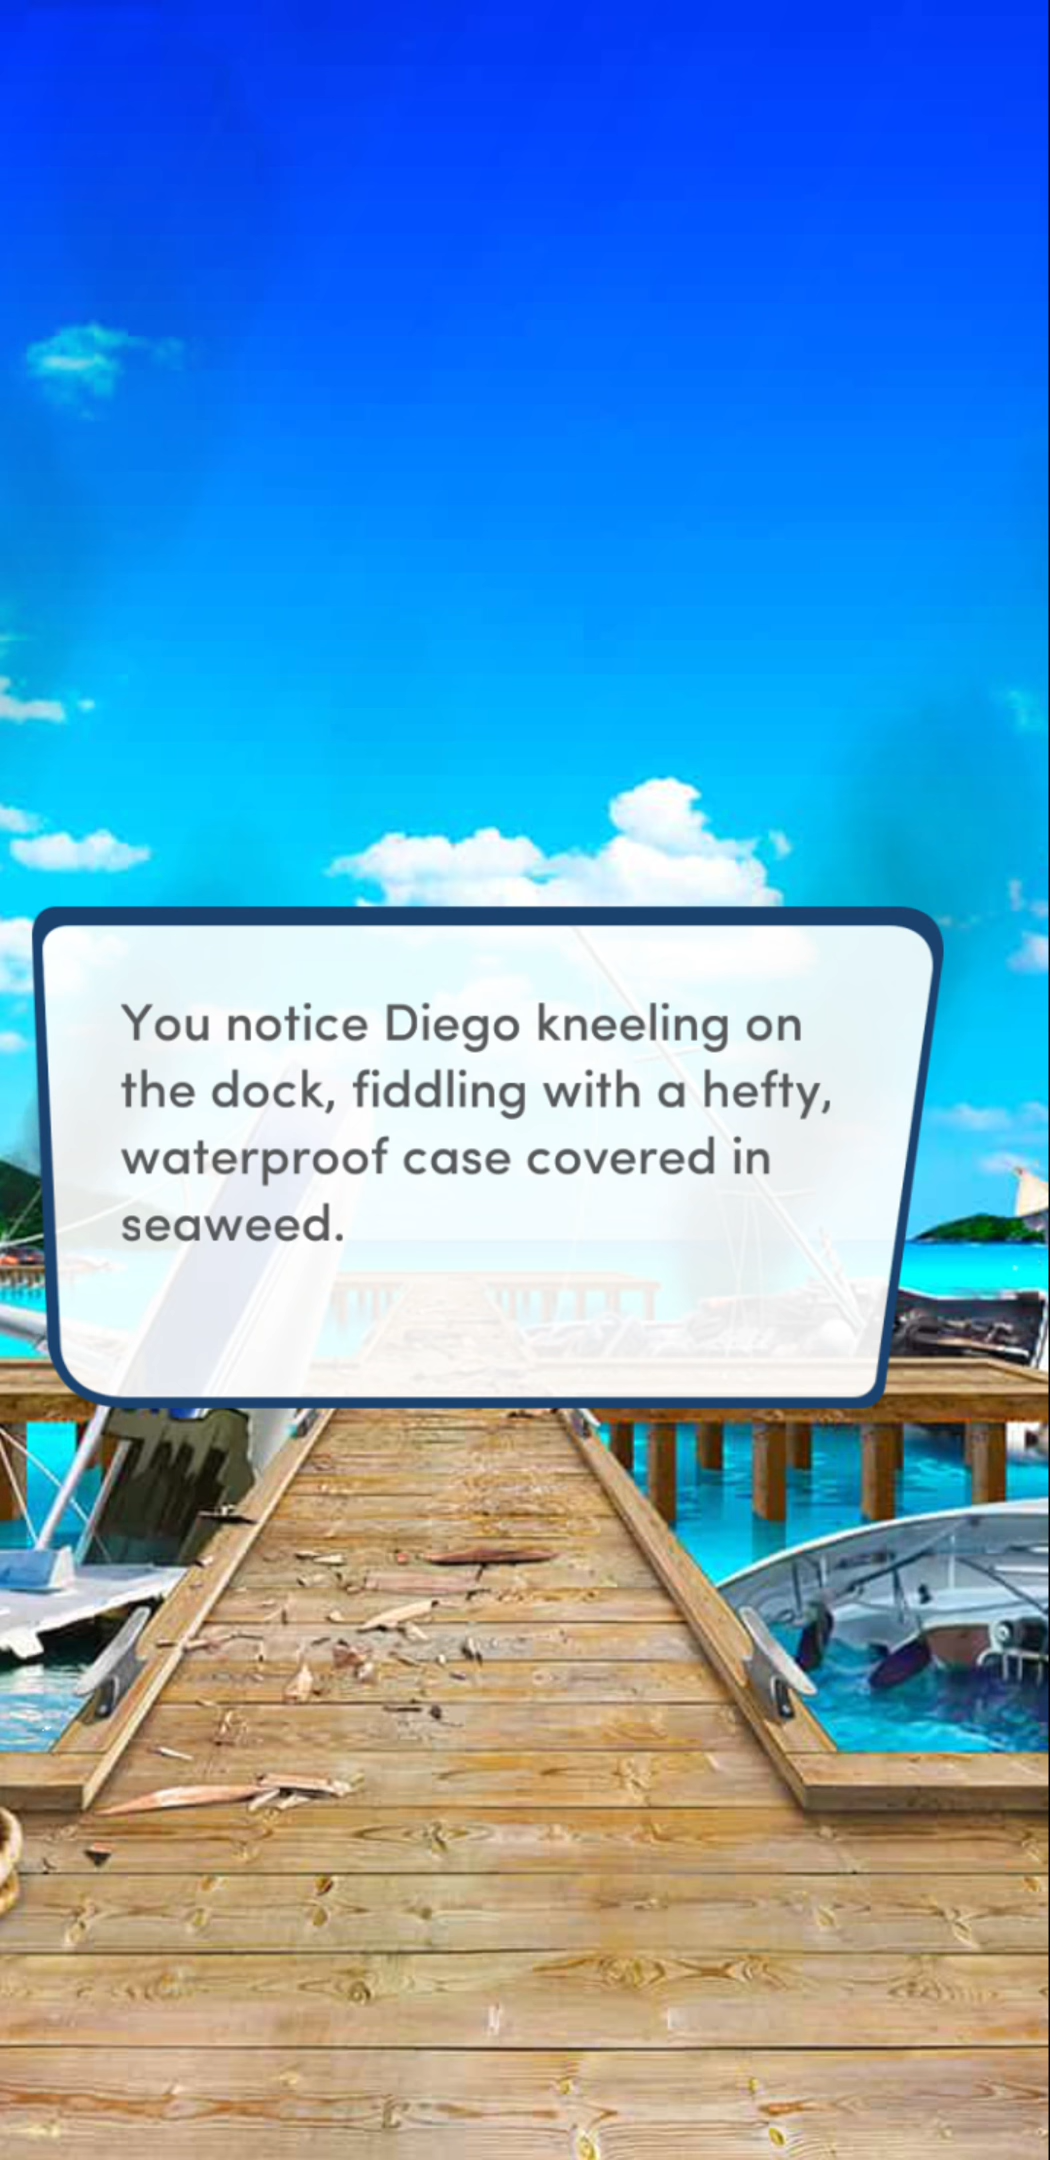 You notice Diego kneeling on
the dock, fiddling with a hefty,
waterproof case covered in
seaweed.